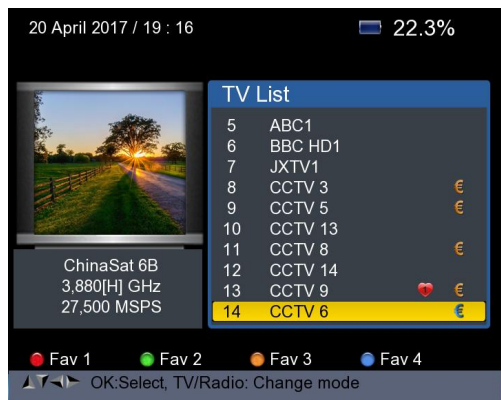 20 April 2017 / 19 : 16
22.3%
TV List
5 ABC1
6 BBC HD1
7 JXTV1
8 CCTV 3 €
9 CCTV 5 €
10 CCTV 13
11 CCTV 8 €
12 CCTV 14
13 CCTV 9 1 €
14 CCTV 6 €
ChinaSat 6B
3,880[H] GHz
27,500 MSPS
Fav 1 Fav 2 Fav 3 Fav 4
OK:Select, TV/Radio: Change mode